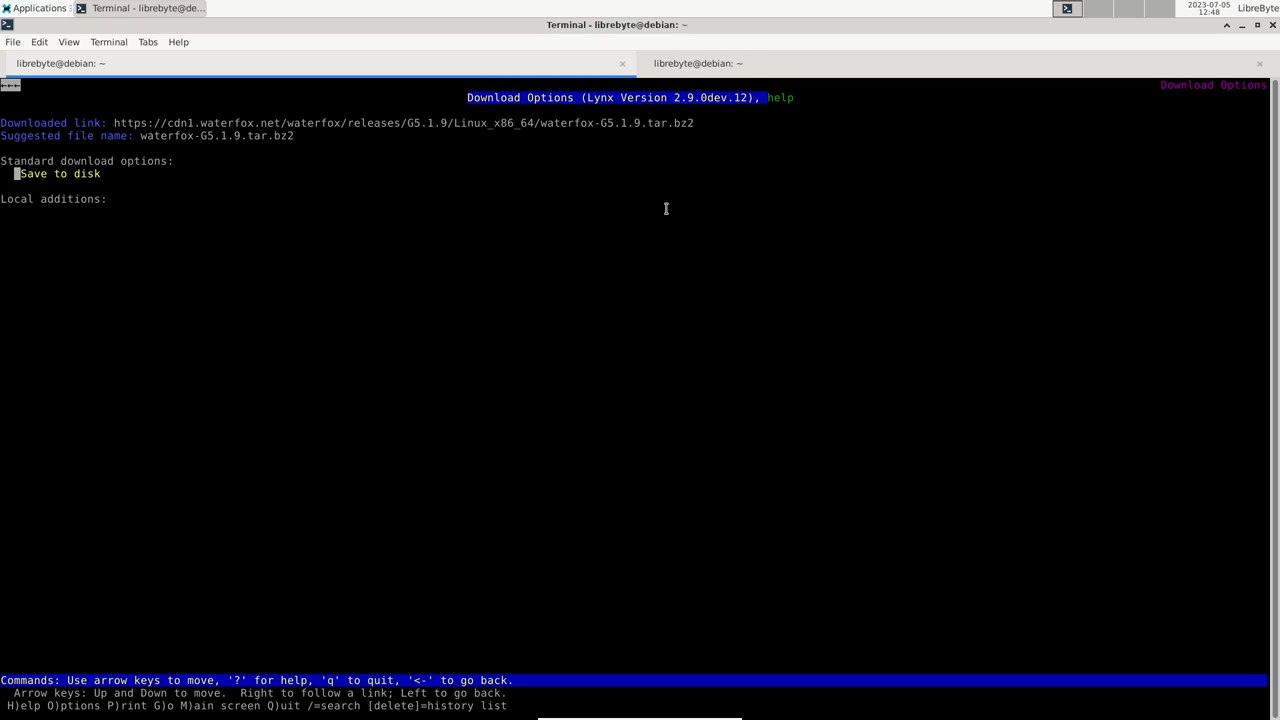 Applications Terminal - librebyte@de... 2023-07-05 LibreByte
12:48
Terminal - librebyte@debian: ~
File Edit View Terminal Tabs Help
librebyte@debian: ~ × librebyte@debian: ~ ×
←←← Download Options
Download Options (Lynx Version 2.9.0dev.12), help
Downloaded link: https://cdn1.waterfox.net/waterfox/releases/G5.1.9/Linux_x86_64/waterfox-G5.1.9.tar.bz2
Suggested file name: waterfox-G5.1.9.tar.bz2
Standard download options:
Save to disk
Local additions:
Commands: Use arrow keys to move, '?' for help, 'q' to quit, '<-' to go back.
Arrow keys: Up and Down to move.  Right to follow a link; Left to go back.
H)elp O)ptions P)rint G)o M)ain screen Q)uit /=search [delete]=history list